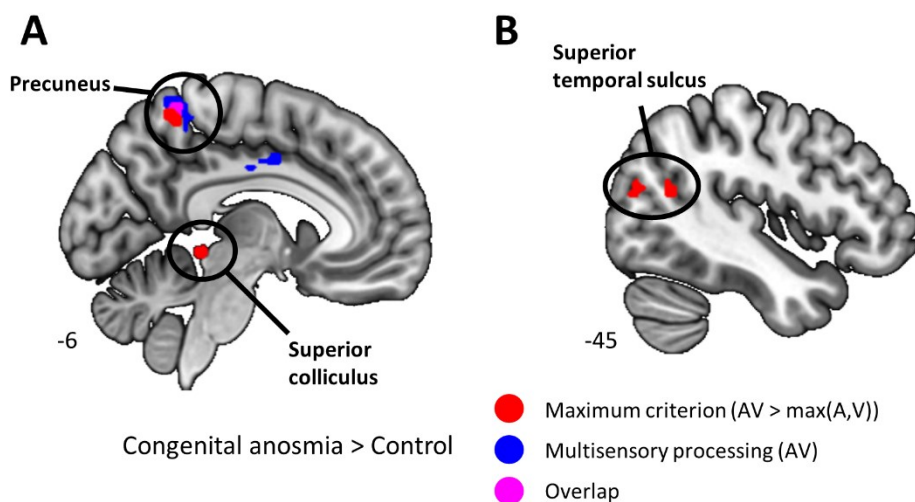 A
Precuneus
-6
Superior
colliculus
Congenital anosmia > Control
B
Superior
temporal sulcus
-45
Maximum criterion (AV > max(A,V))
Multisensory processing (AV)
Overlap